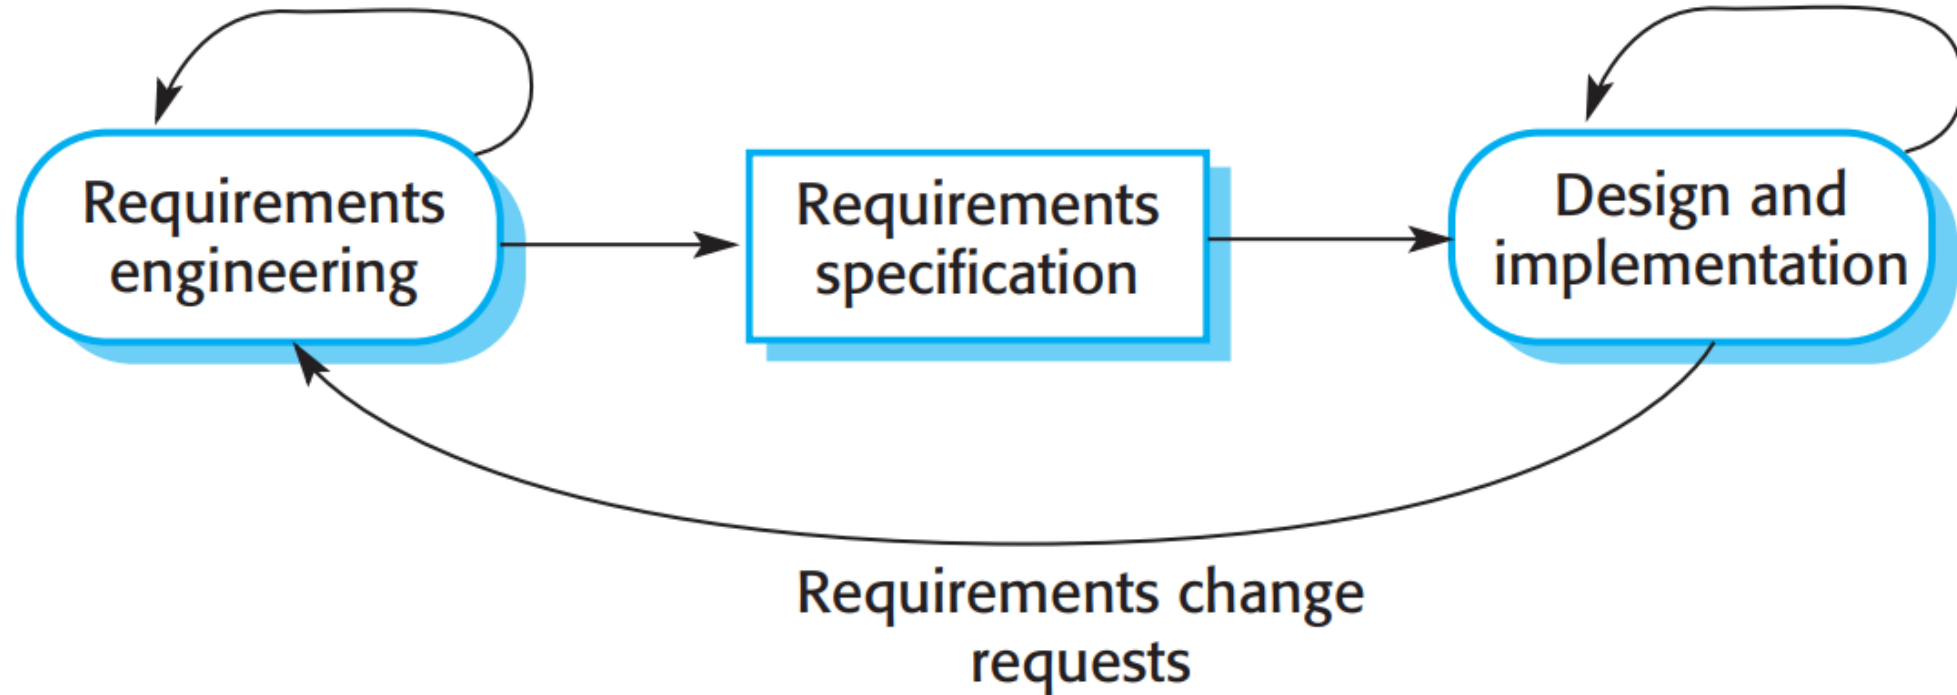 Requirements
engineering
Requirements
specification
Design and
implementation
Requirements change
requests